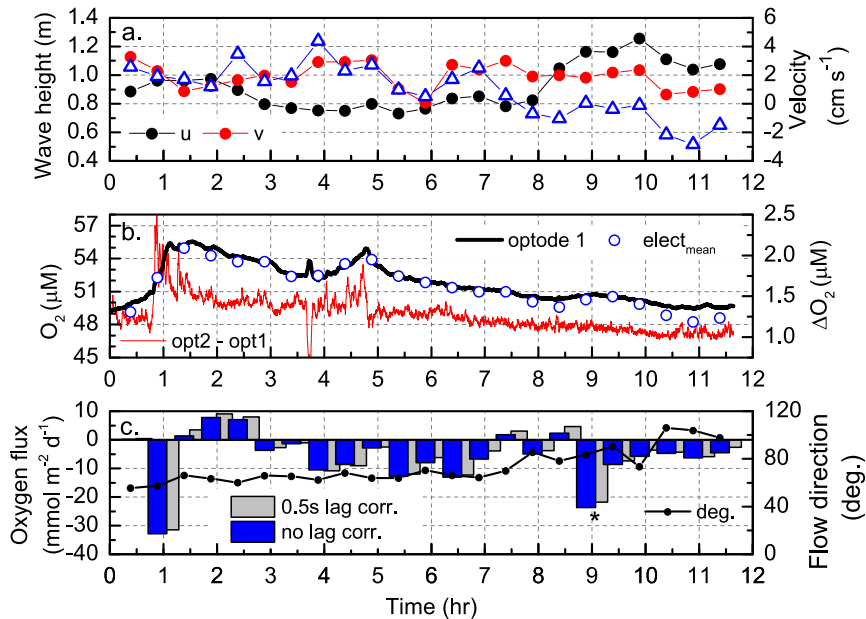 a.
Wave height (m)
1.4
1.2
1.0
0.8
0.6
0.4
u
v
6
4
2
0
-2
-4
Velocity
(cm s⁻¹)
0 1 2 3 4 5 6 7 8 9 10 11 12
b.
O₂ (µM)
57
54
51
48
45
optode 1
elect_mean
opt2 - opt1
2.5
2.0
1.5
1.0
ΔO₂ (µM)
0 1 2 3 4 5 6 7 8 9 10 11 12
c.
Oxygen flux
(mmol m⁻² d⁻¹)
10
0
-10
-20
-30
-40
0.5s lag corr.
no lag corr.
*
deg.
120
80
40
0
Flow direction
(deg.)
0 1 2 3 4 5 6 7 8 9 10 11 12
Time (hr)